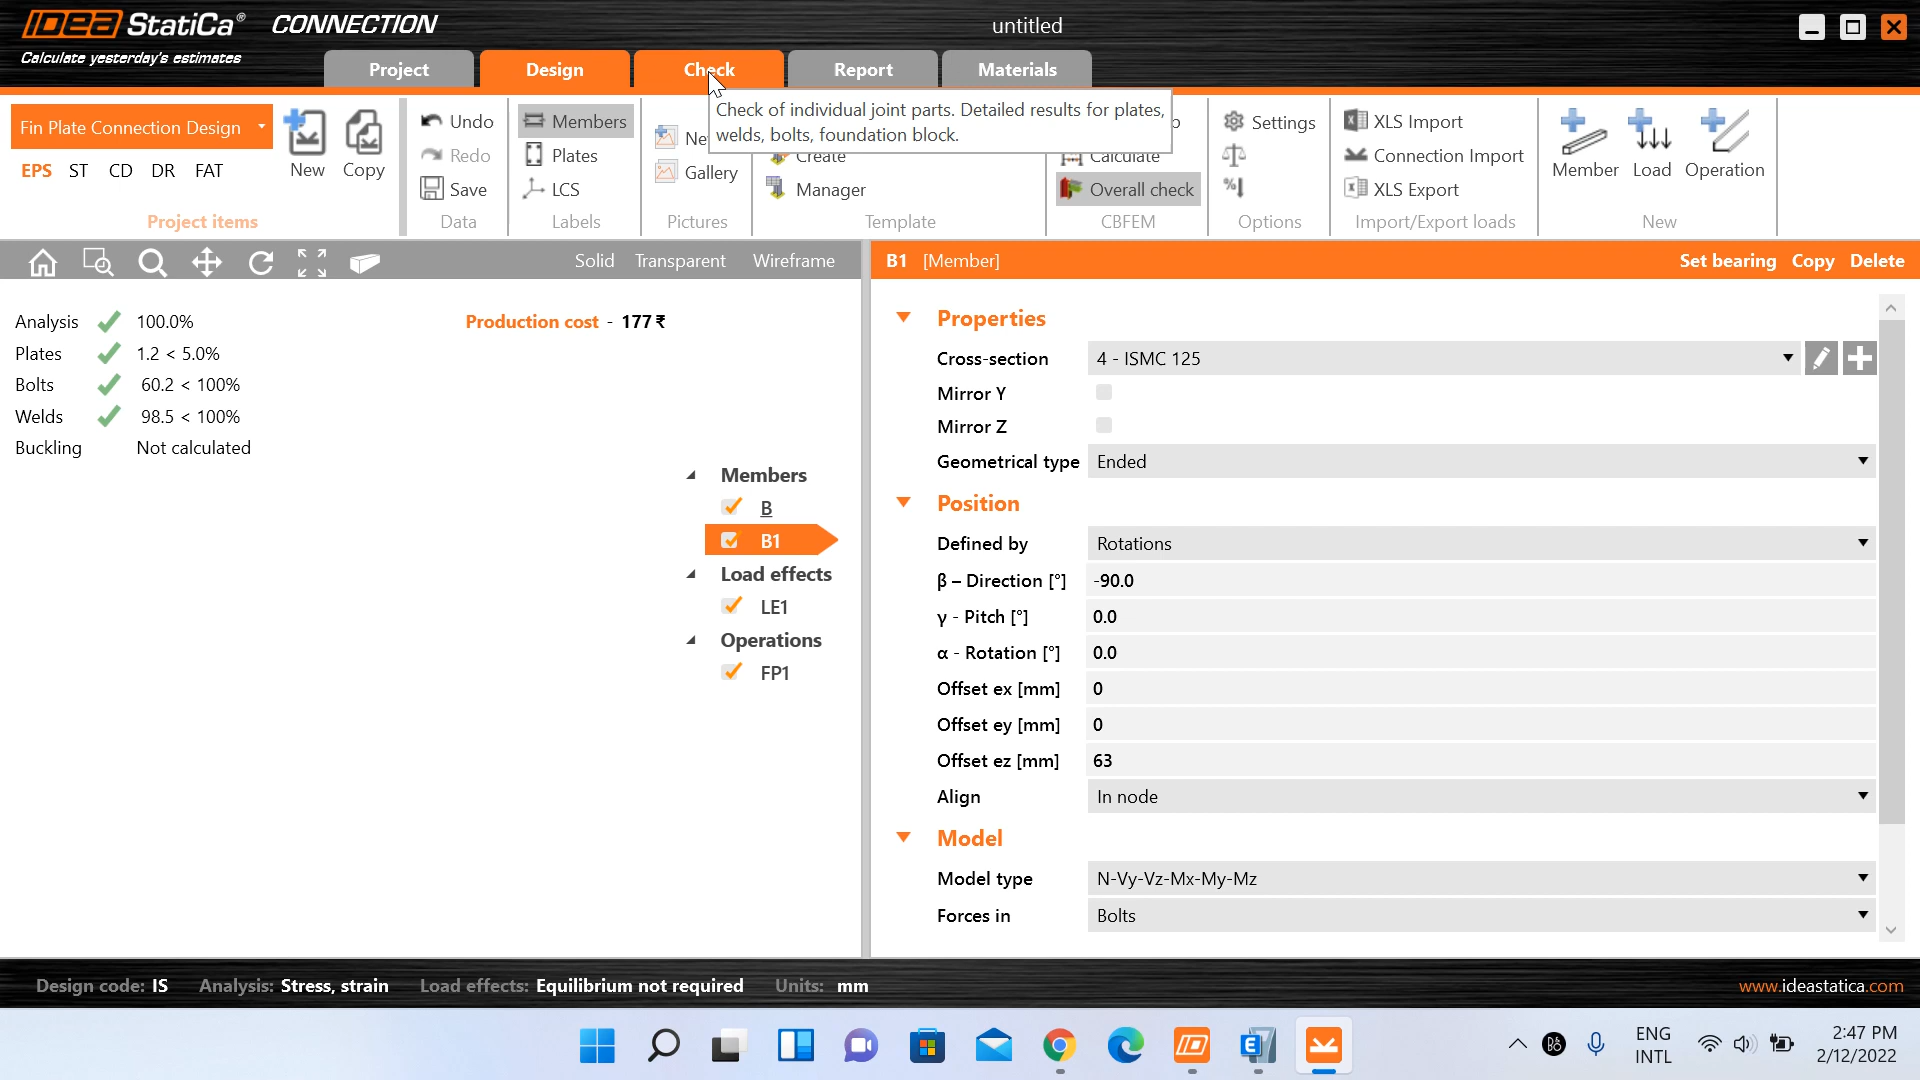 IDEA StatiCa® CONNECTION
untitled
Calculate yesterday's estimates
Project Design Check Report Materials
Check of individual joint parts. Detailed results for plates,
welds, bolts, foundation block.
Fin Plate Connection Design
EPS ST CD DR FAT
New Copy
Project items
Undo
Redo
Save
Data
Members
Plates
LCS
Labels
Gallery
Pictures
Create
Manager
Template
Calculate
Overall check
CBFEM
Settings
Options
XLS Import
Connection Import
XLS Export
Import/Export loads
Member Load Operation
New
Solid Transparent Wireframe
B1 [Member] Set bearing Copy Delete
Analysis 100.0%
Plates 1.2 < 5.0%
Bolts 60.2 < 100%
Welds 98.5 < 100%
Buckling Not calculated
Production cost - 177 ₹
Members
B
B1
Load effects
LE1
Operations
FP1
Properties
Cross-section 4 - ISMC 125
Mirror Y
Mirror Z
Geometrical type Ended
Position
Defined by Rotations
β – Direction [°] -90.0
γ - Pitch [°] 0.0
α - Rotation [°] 0.0
Offset ex [mm] 0
Offset ey [mm] 0
Offset ez [mm] 63
Align In node
Model
Model type N-Vy-Vz-Mx-My-Mz
Forces in Bolts
Design code: IS Analysis: Stress, strain Load effects: Equilibrium not required Units: mm
www.ideastatica.com
ENG
INTL
2:47 PM
2/12/2022